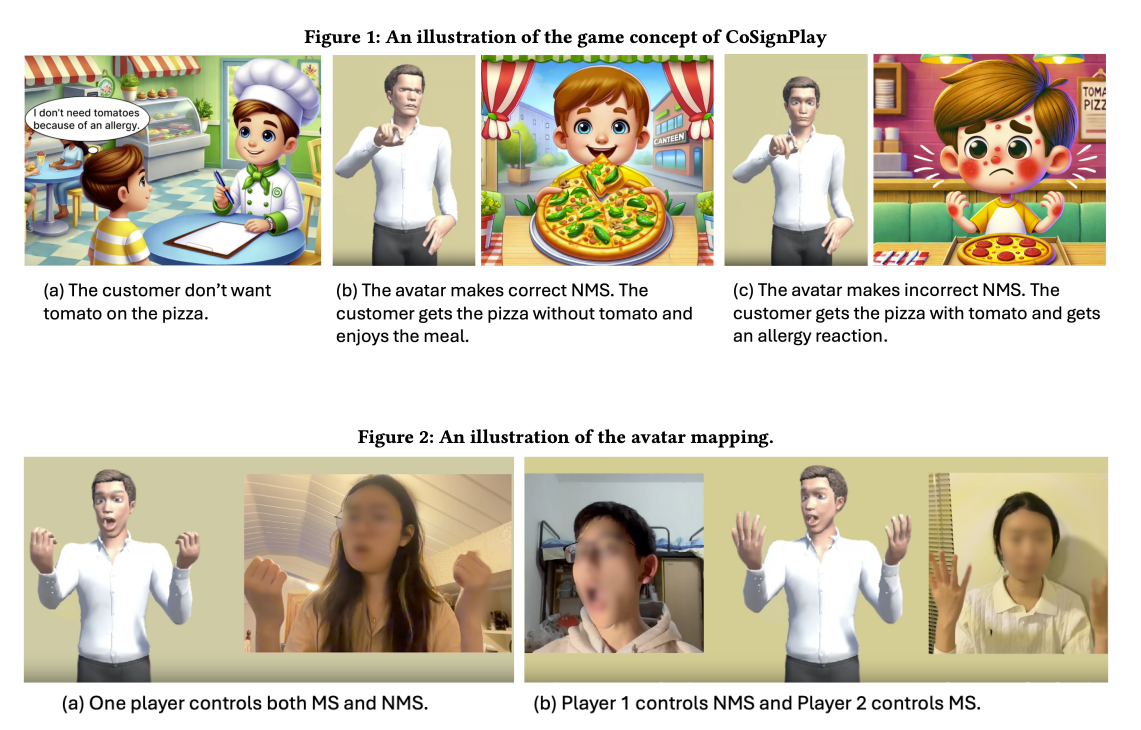 Figure 1: An illustration of the game concept of CoSignPlay
I don't need tomatoes
because of an allergy.
CANTEEN
TOMA
PIZZ
(a) The customer don't want
tomato on the pizza.
(b) The avatar makes correct NMS. The
customer gets the pizza without tomato and
enjoys the meal.
(c) The avatar makes incorrect NMS. The
customer gets the pizza with tomato and gets
an allergy reaction.
Figure 2: An illustration of the avatar mapping.
(a) One player controls both MS and NMS.
(b) Player 1 controls NMS and Player 2 controls MS.